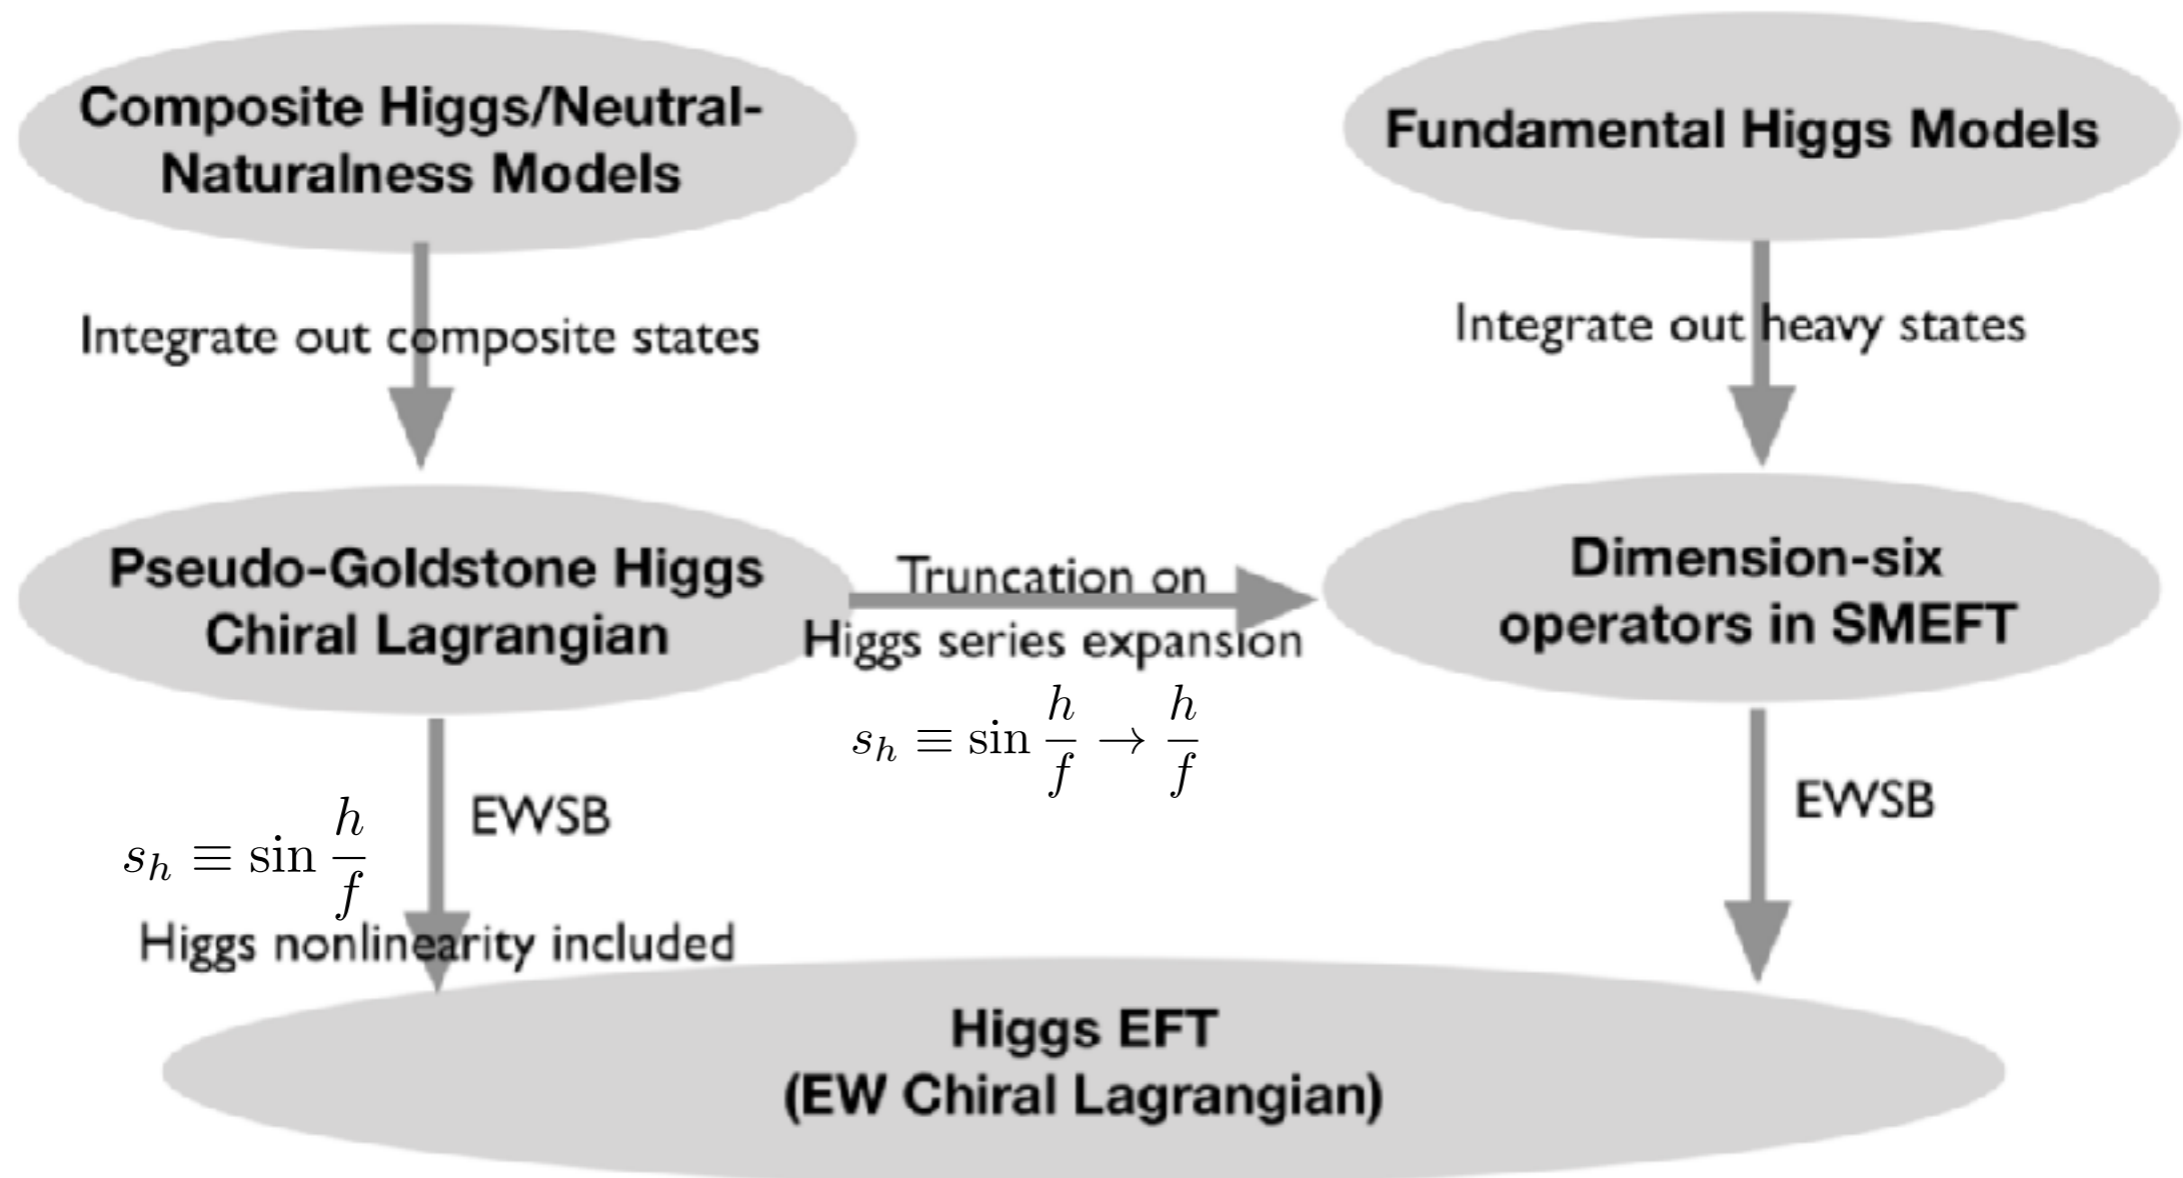 Composite Higgs/Neutral-
Naturalness Models
Fundamental Higgs Models
Integrate out composite states
Integrate out heavy states
Pseudo-Goldstone Higgs
Chiral Lagrangian
Truncation on
Higgs series expansion
s_h ≡ sin h/f → h/f
Dimension-six
operators in SMEFT
s_h ≡ sin h/f
EWSB
Higgs nonlinearity included
EWSB
Higgs EFT
(EW Chiral Lagrangian)